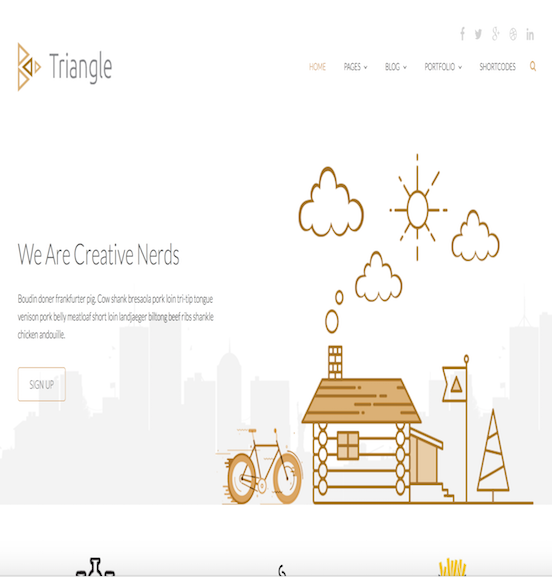 Triangle
HOME PAGES BLOG PORTFOLIO SHORTCODES
We Are Creative Nerds
Boudin doner frankfurter pig. Cow shank bresaola pork loin tri-tip tongue
venison pork belly meatloaf short loin landjaeger biltong beef ribs shankle
chicken andouille.
SIGN UP